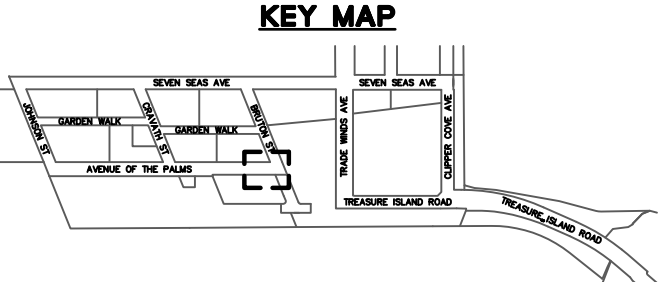 KEY MAP
SEVEN SEAS AVE
SEVEN SEAS AVE
JOHNSON ST
GARDEN WALK
CRAVATH ST
GARDEN WALK
BRUTON ST
TRADE WINDS AVE
CLIPPER COVE AVE
AVENUE OF THE PALMS
TREASURE ISLAND ROAD
TREASURE ISLAND ROAD